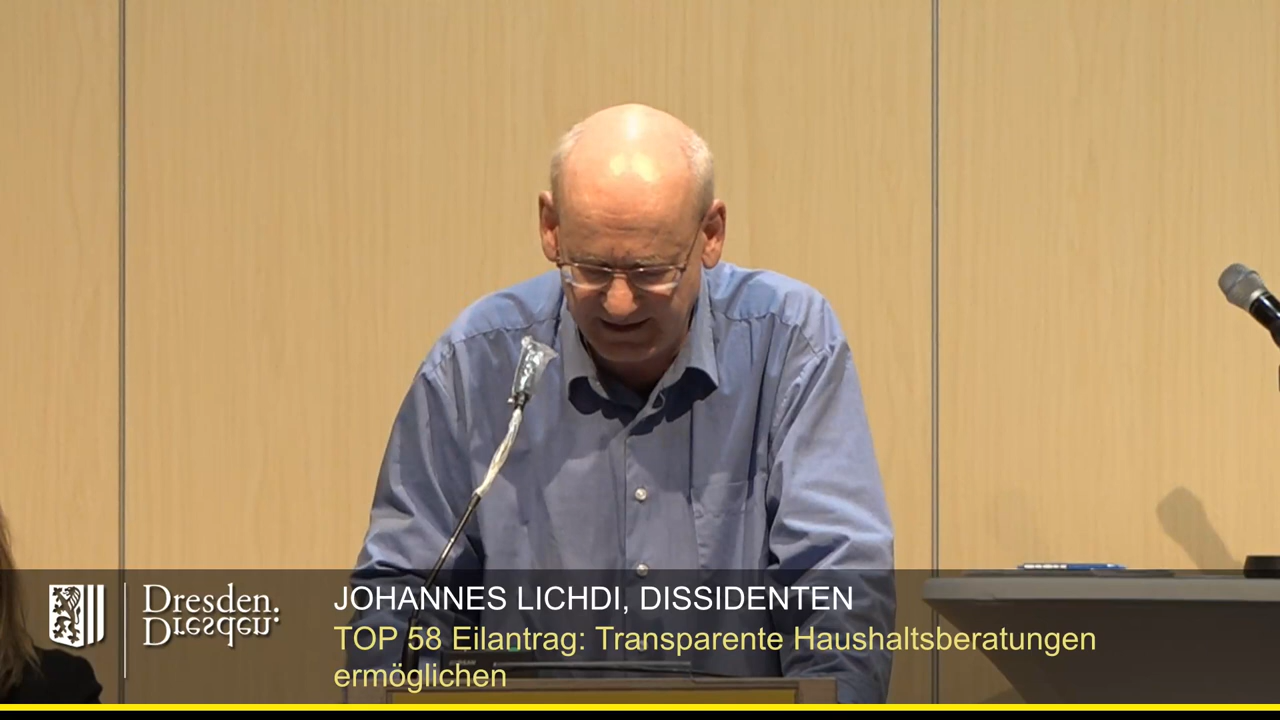 Dresden.
Dresden.
JOHANNES LICHDI, DISSIDENTEN
TOP 58 Eilantrag: Transparente Haushaltsberatungen
ermöglichen